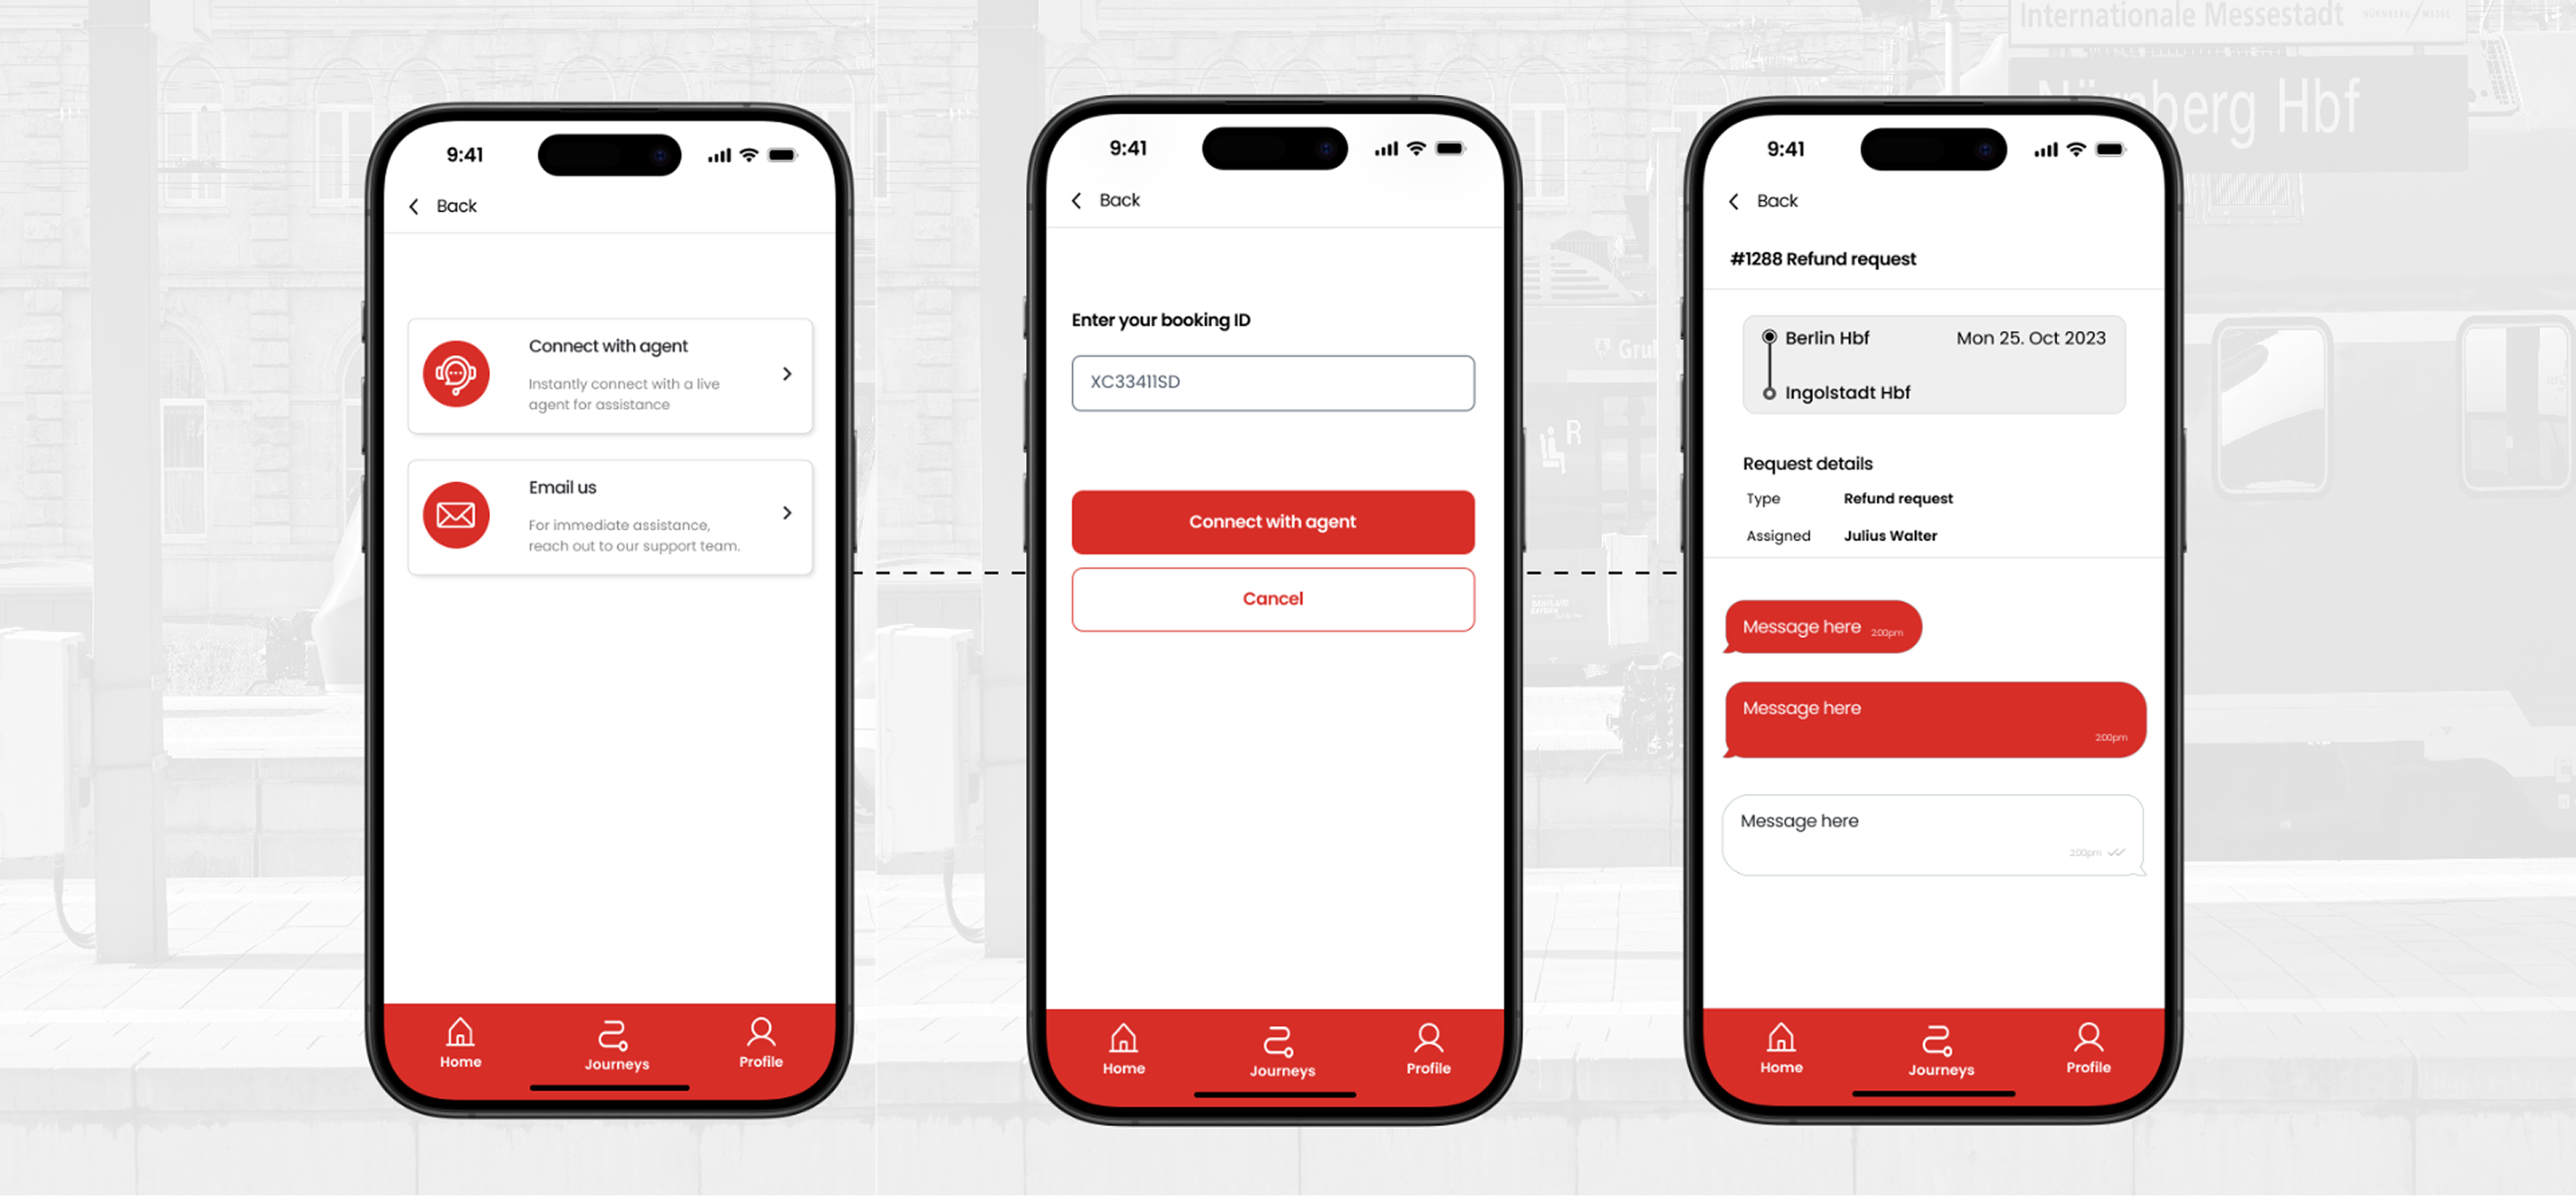 Internationale Messestadt
NÜRNBERG / MESSE
Nürnberg Hbf
9:41
Back
Connect with agent
Instantly connect with a live
agent for assistance
Email us
For immediate assistance,
reach out to our support team.
Home
Journeys
Profile
9:41
Back
Enter your booking ID
XC33411SD
Connect with agent
Cancel
Home
Journeys
Profile
R
9:41
Back
#1288 Refund request
Berlin Hbf
Mon 25. Oct 2023
Ingolstadt Hbf
Request details
Type
Refund request
Assigned
Julius Walter
Message here
2:00pm
Message here
2:00pm
Message here
2:00pm
Home
Journeys
Profile